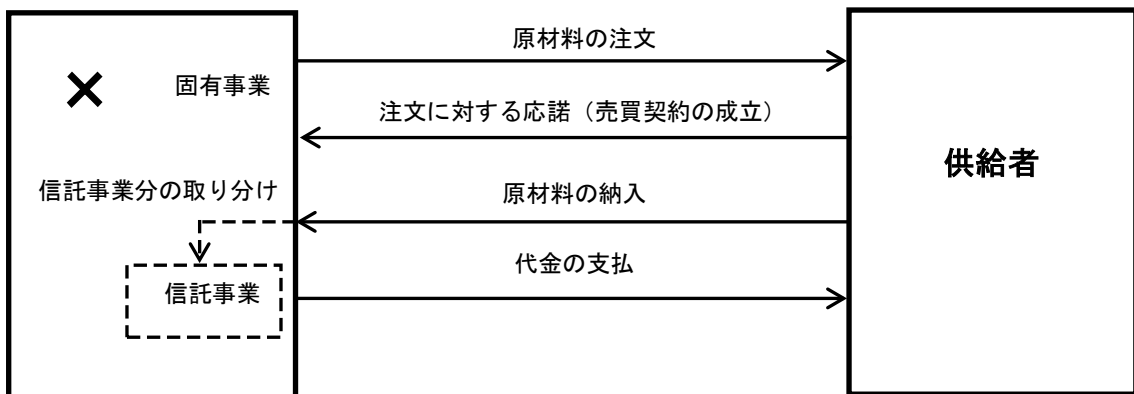 原材料の注文
固有事業
注文に対する応諾（売買契約の成立）
供給者
信託事業分の取り分け
原材料の納入
代金の支払
信託事業